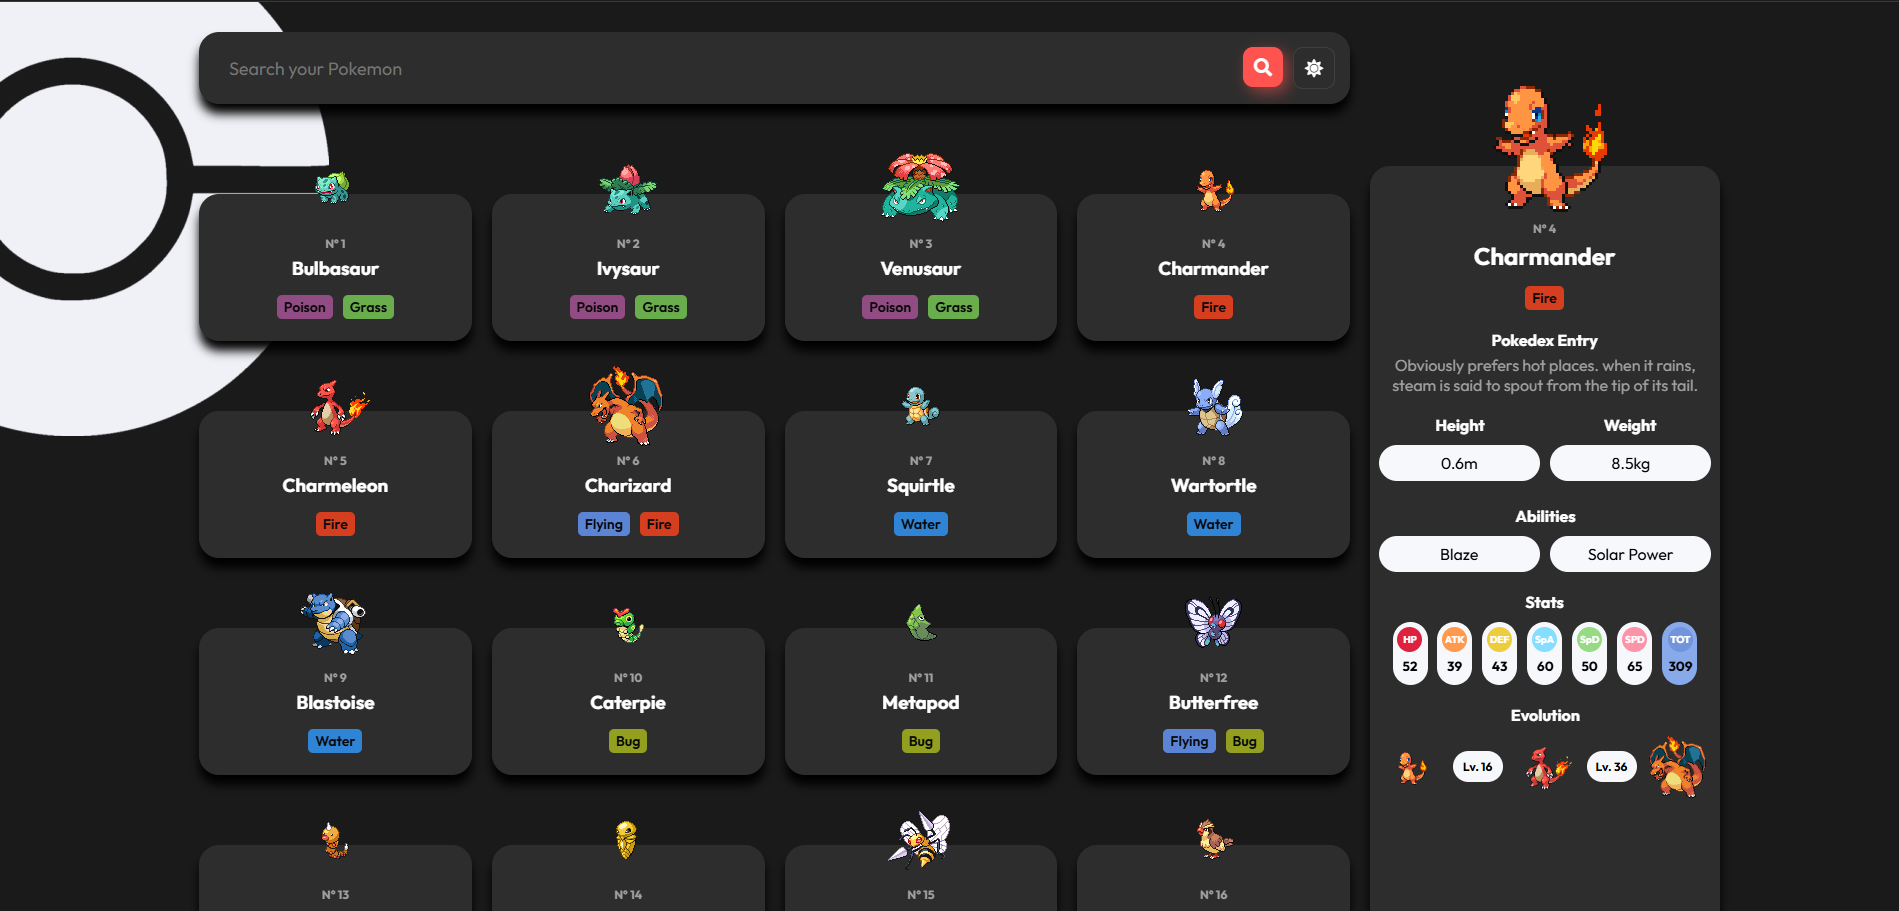 Search your Pokemon
N° 1
Bulbasaur
Poison Grass
N° 2
Ivysaur
Poison Grass
N° 3
Venusaur
Poison Grass
N° 4
Charmander
Fire
N° 5
Charmeleon
Fire
N° 6
Charizard
Flying Fire
N° 7
Squirtle
Water
N° 8
Wartortle
Water
N° 9
Blastoise
Water
N° 10
Caterpie
Bug
N° 11
Metapod
Bug
N° 12
Butterfree
Flying Bug
N° 13
N° 14
N° 15
N° 16
N° 4
Charmander
Fire
Pokedex Entry
Obviously prefers hot places. when it rains,
steam is said to spout from the tip of its tail.
Height Weight
0.6m 8.5kg
Abilities
Blaze Solar Power
Stats
HP ATK DEF SpA SpD SPD TOT
52 39 43 60 50 65 309
Evolution
Lv. 16 Lv. 36